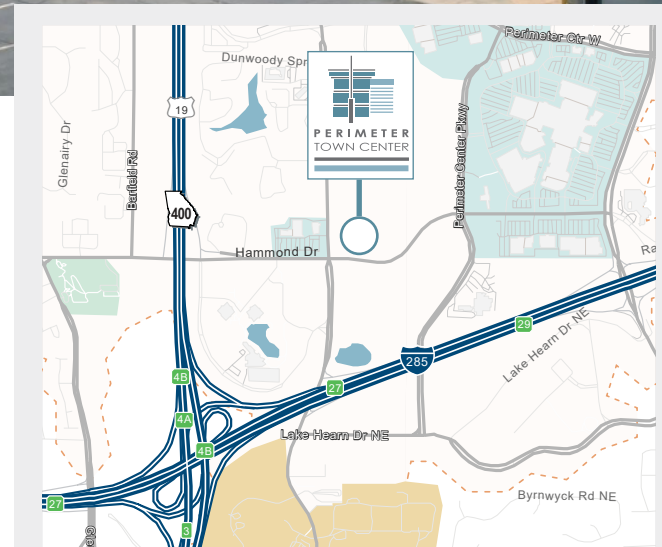 Perimeter Ctr W
Dunwoody Spr
19
PERIMETER
TOWN CENTER
Glenairy Dr
Barfield Rd
Perimeter Center Pkwy
400
Hammond Dr
Ra
29
285
Lake Hearn Dr NE
4B
27
4A
Lake Hearn Dr NE
4B
27
Byrnwyck Rd NE
3